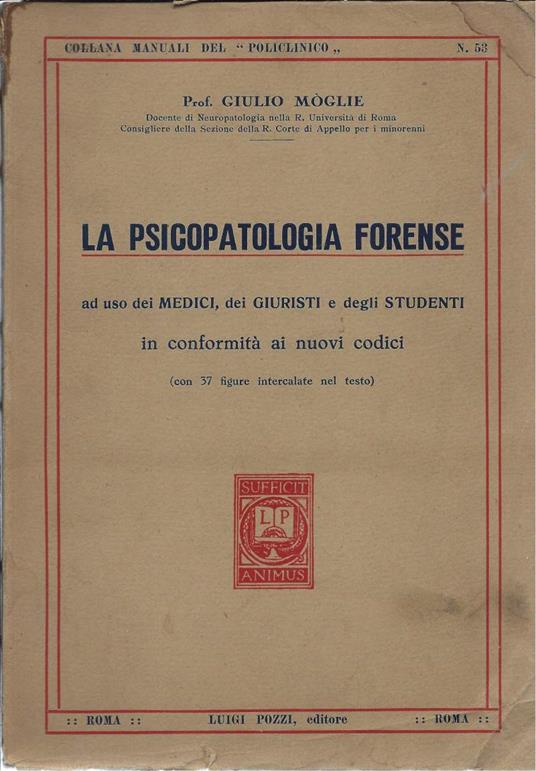 COLLANA MANUALI DEL "POLICLINICO„ N. 53
Prof. GIULIO MÒGLIE
Docente di Neuropatologia nella R. Università di Roma
Consigliere della Sezione della R. Corte di Appello per i minorenni
LA PSICOPATOLOGIA FORENSE
ad uso dei MEDICI, dei GIURISTI e degli STUDENTI
in conformità ai nuovi codici
(con 37 figure intercalate nel testo)
SUFFICIT
L P
ANIMUS
:: ROMA :: LUIGI POZZI, editore :: ROMA ::